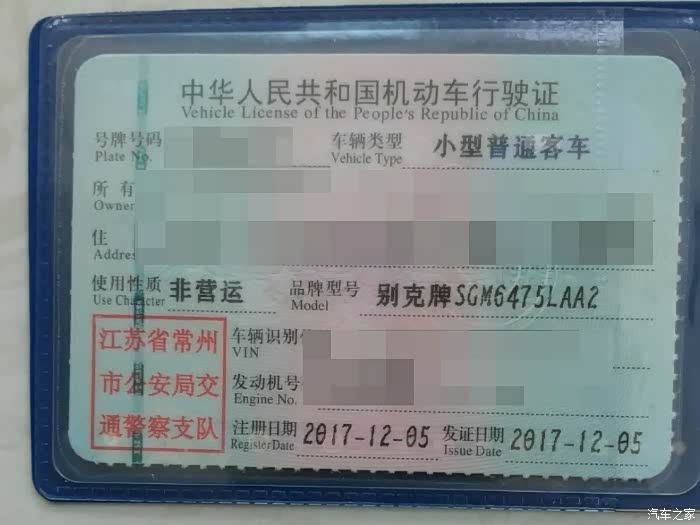 中华人民共和国机动车行驶证
Vehicle License of the People's Republic of China
号牌号码 车辆类型 小型普通客车
Plate No. Vehicle Type
所有
Owner
住
Address
使用性质 非营运 品牌型号 别克牌SGM6475LAA2
Use Character Model
江苏省常州
市公安局交
通警察支队
车辆识别
VIN
发动机号
Engine No.
注册日期 2017-12-05 发证日期 2017-12-05
Register Date Issue Date
汽车之家